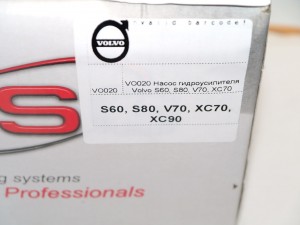 VOLVO
VO020 Насос гидроусилителя
VO020
Volvo S60, S80, V70, XC70
S60, S80, V70, XC70,
XC90
S
g systems
Professionals